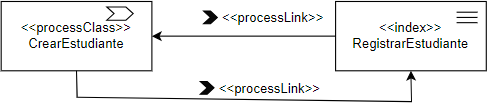 <<processClass>>
CrearEstudiante
<<processLink>>
<<index>>
RegistrarEstudiante
<<processLink>>